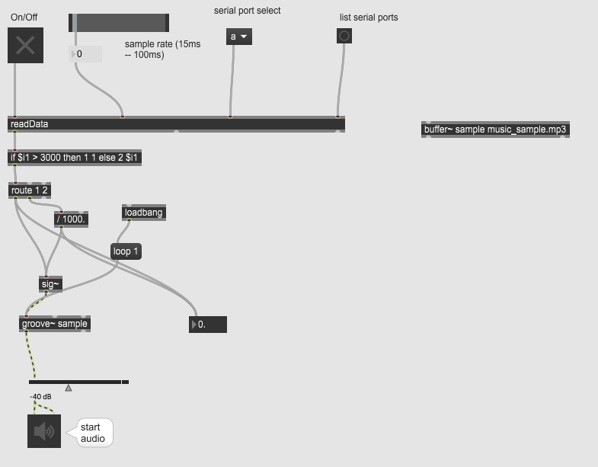 On/Off
serial port select
list serial ports
a
0
sample rate (15ms
-- 100ms)
readData
buffer~ sample music_sample.mp3
if $i1 > 3000 then 1 1 else 2 $i1
route 1 2
/ 1000.
loadbang
loop 1
sig~
groove~ sample
0.
-40 dB
start
audio